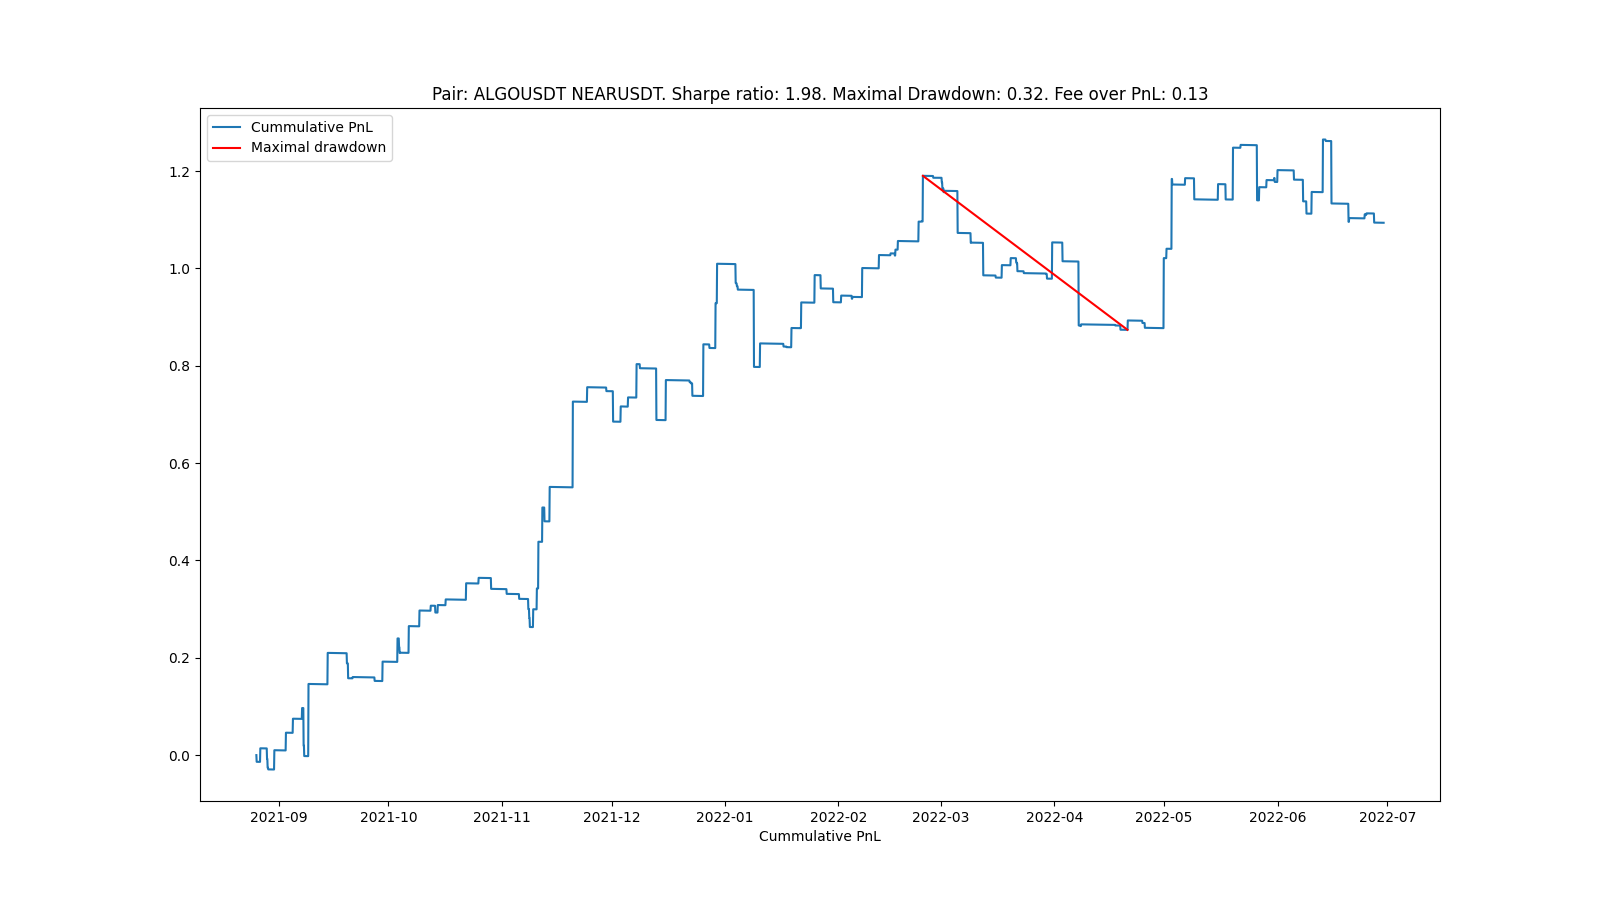 Pair: ALGOUSDT NEARUSDT. Sharpe ratio: 1.98. Maximal Drawdown: 0.32. Fee over PnL: 0.13
Cummulative PnL
Maximal drawdown
1.2
1.0
0.8
0.6
0.4
0.2
0.0
2021-09 2021-10 2021-11 2021-12 2022-01 2022-02 2022-03 2022-04 2022-05 2022-06 2022-07
Cummulative PnL